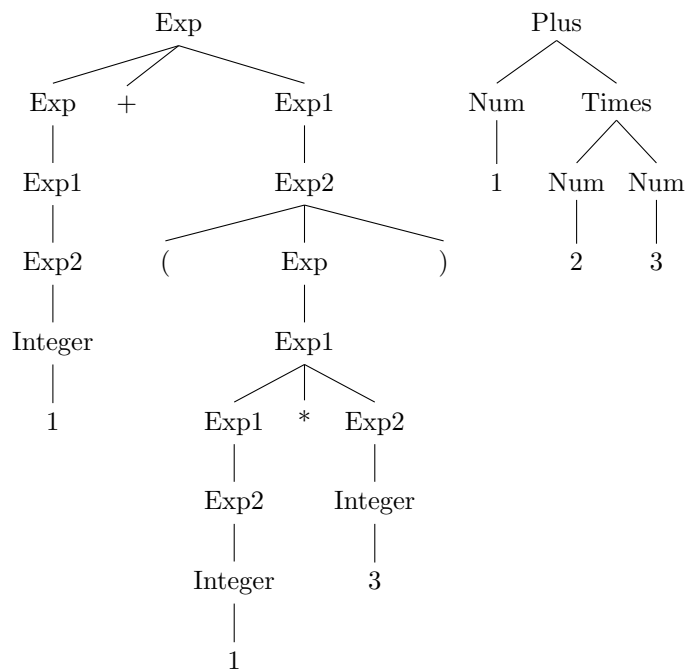 Exp Plus
Exp + Exp1 Num Times
Exp1 Exp2 1 Num Num
Exp2 ( Exp ) 2 3
Integer Exp1
1 Exp1 * Exp2
Exp2 Integer
Integer 3
1